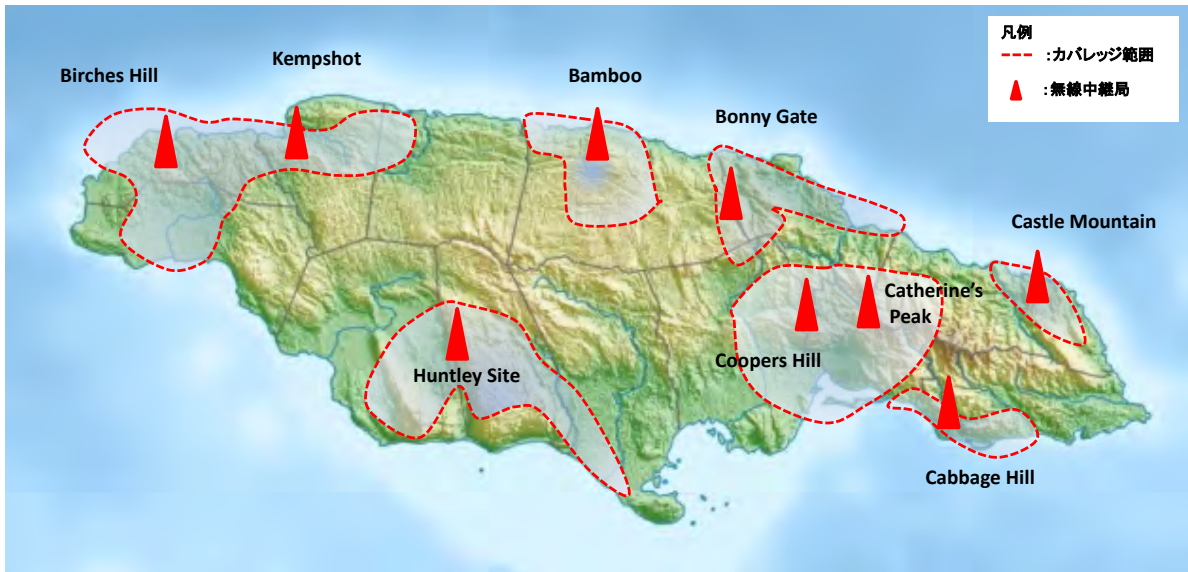 凡例
:カバレッジ範囲
:無線中継局
Kempshot
Birches Hill
Bamboo
Bonny Gate
Castle Mountain
Catherine's
Peak
Coopers Hill
Huntley Site
Cabbage Hill